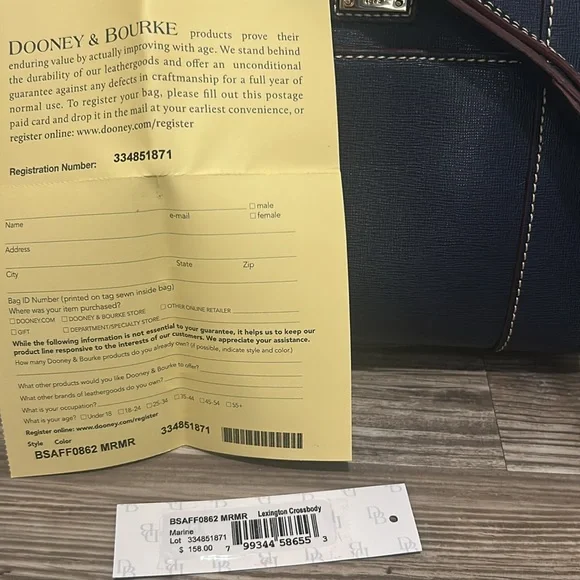 DOONEY & BOURKE products prove their
enduring value by actually improving with age. We stand behind
the durability of our leathergoods and offer an unconditional
guarantee against any defects in craftmanship for a full year of
normal use. To register your bag, please fill out this postage
paid card and drop it in the mail at your earliest convenience, or
register online: www.dooney.com/register
Registration Number: 334851871
□ male
Name e-mail □ female
Address
City State Zip
Bag ID Number (printed on tag sewn inside bag)
Where was your item purchased? □ OTHER ONLINE RETAILER
□ DOONEY.COM □ DOONEY & BOURKE STORE
□ GIFT □ DEPARTMENT/SPECIALTY STORE
While the following information is not essential to your guarantee, it helps us to keep our
product line responsive to the interests of our customers. We appreciate your assistance.
How many Dooney & Bourke products do you already own? (if possible, indicate style and color)
What other products would you like Dooney & Bourke to offer?
What other brands of leathergoods do you own?
What is your occupation?
What is your age? □ Under 18 □ 18-24 □ 25-34 □ 35-44 □ 45-54 □ 55+
Register online: www.dooney.com/register
Style Color
BSAFF0862 MRMR 334851871
BSAFF0862 MRMR Lexington Crossbody
Marine
Lot 334851871
$ 158.00 7 99344 58655 3